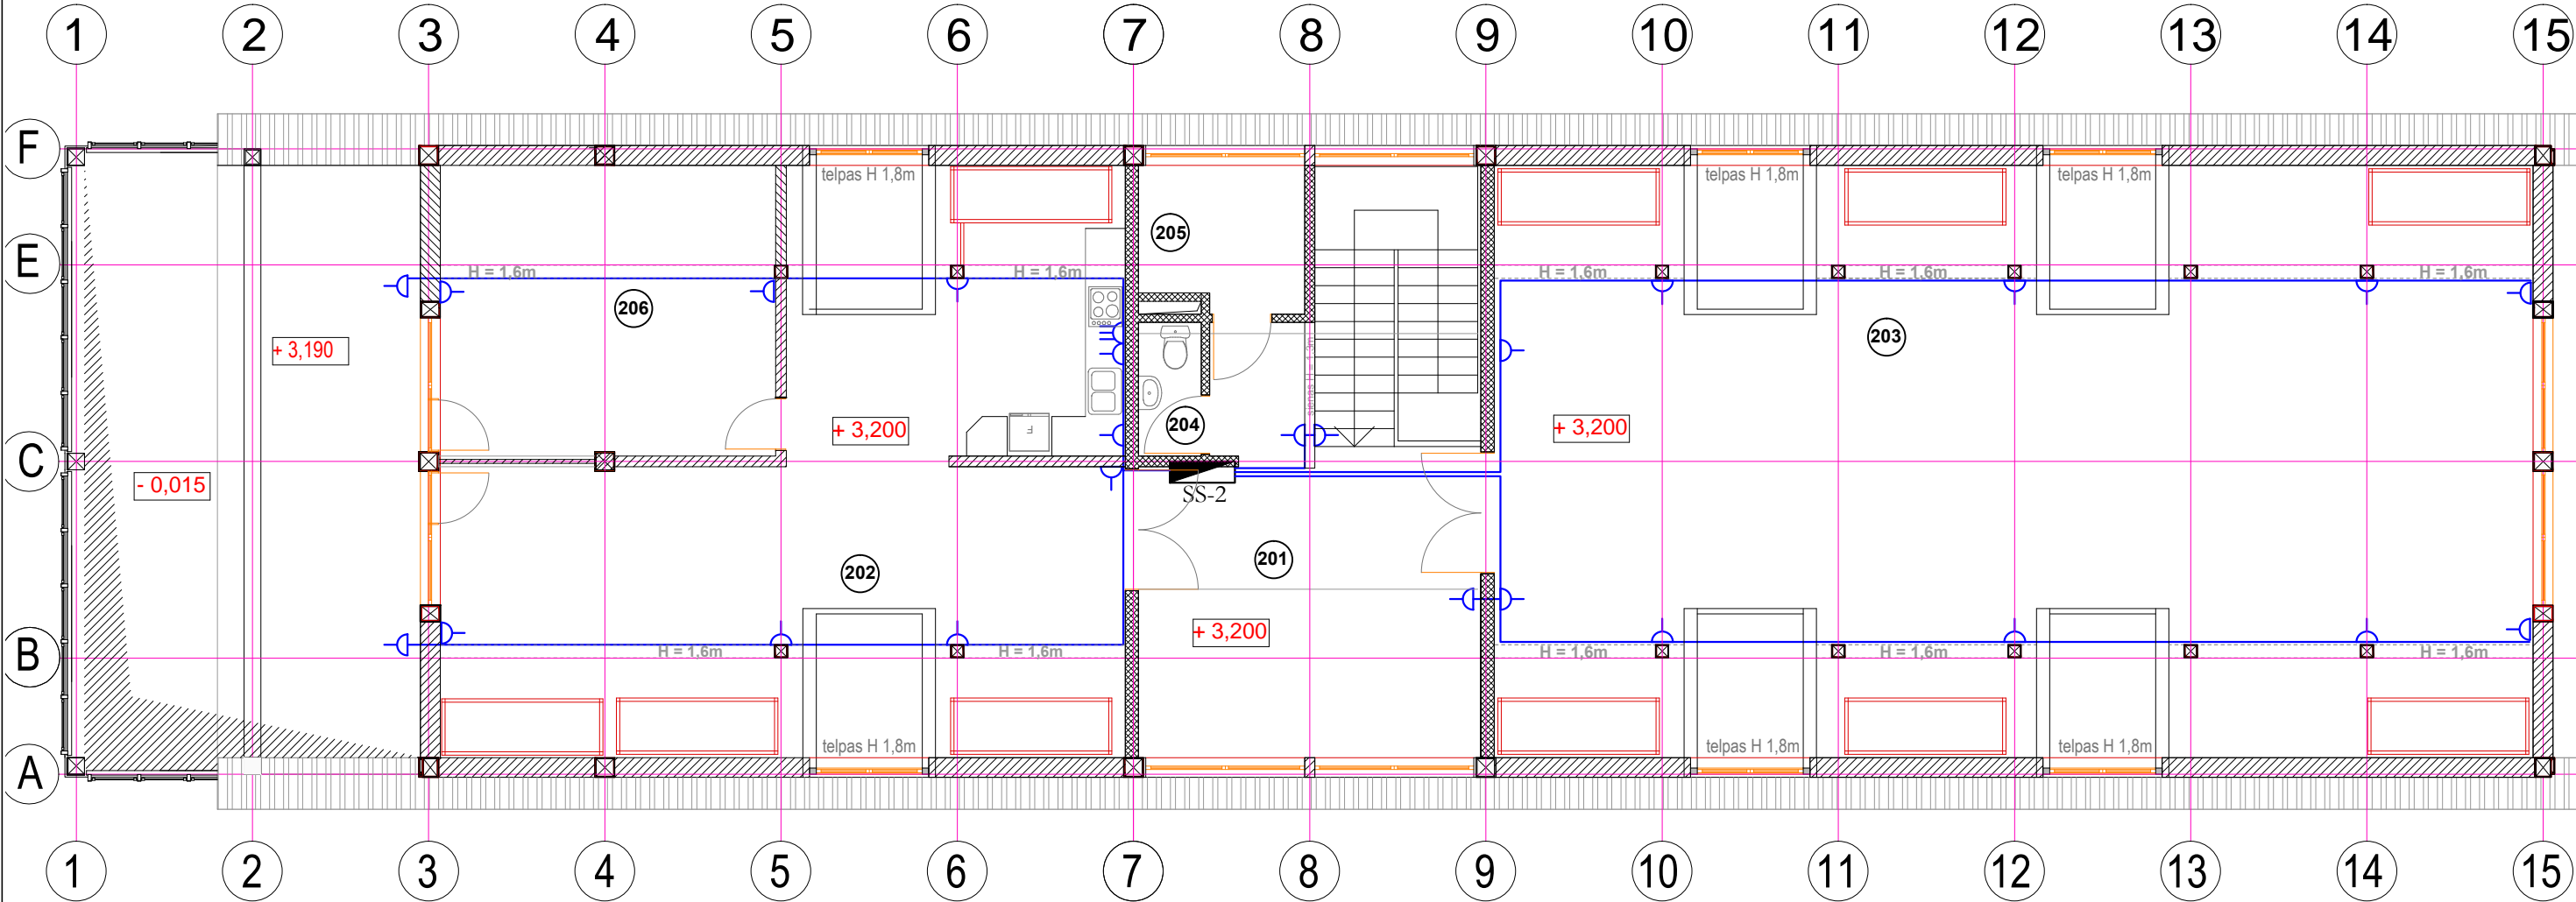 1 2 3 4 5 6 7 8 9 10 11 12 13 14 15
F
telpas H 1,8m telpas H 1,8m telpas H 1,8m
205
E
H = 1,6m H = 1,6m H = 1,6m H = 1,6m H = 1,6m
206
203
+ 3,190
F
204
+ 3,200 + 3,200
C
- 0,015
SS-2
201
202
+ 3,200
B
H = 1,6m H = 1,6m H = 1,6m H = 1,6m H = 1,6m
telpas H 1,8m telpas H 1,8m telpas H 1,8m
A
1 2 3 4 5 6 7 8 9 10 11 12 13 14 15